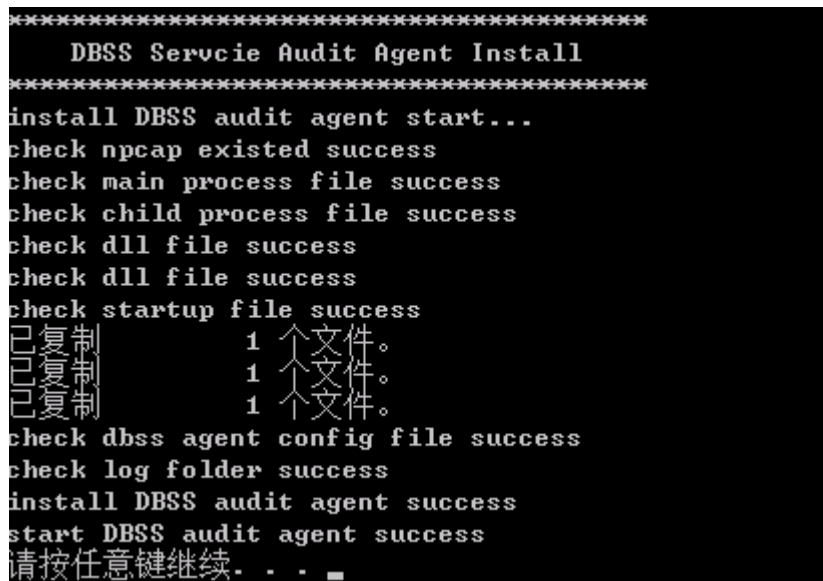 ****************************************
DBSS Servcie Audit Agent Install
****************************************
install DBSS audit agent start...
check npcap existed success
check main process file success
check child process file success
check dll file success
check dll file success
check startup file success
已复制         1 个文件。
已复制         1 个文件。
已复制         1 个文件。
check dbss agent config file success
check log folder success
install DBSS audit agent success
start DBSS audit agent success
请按任意键继续. . .